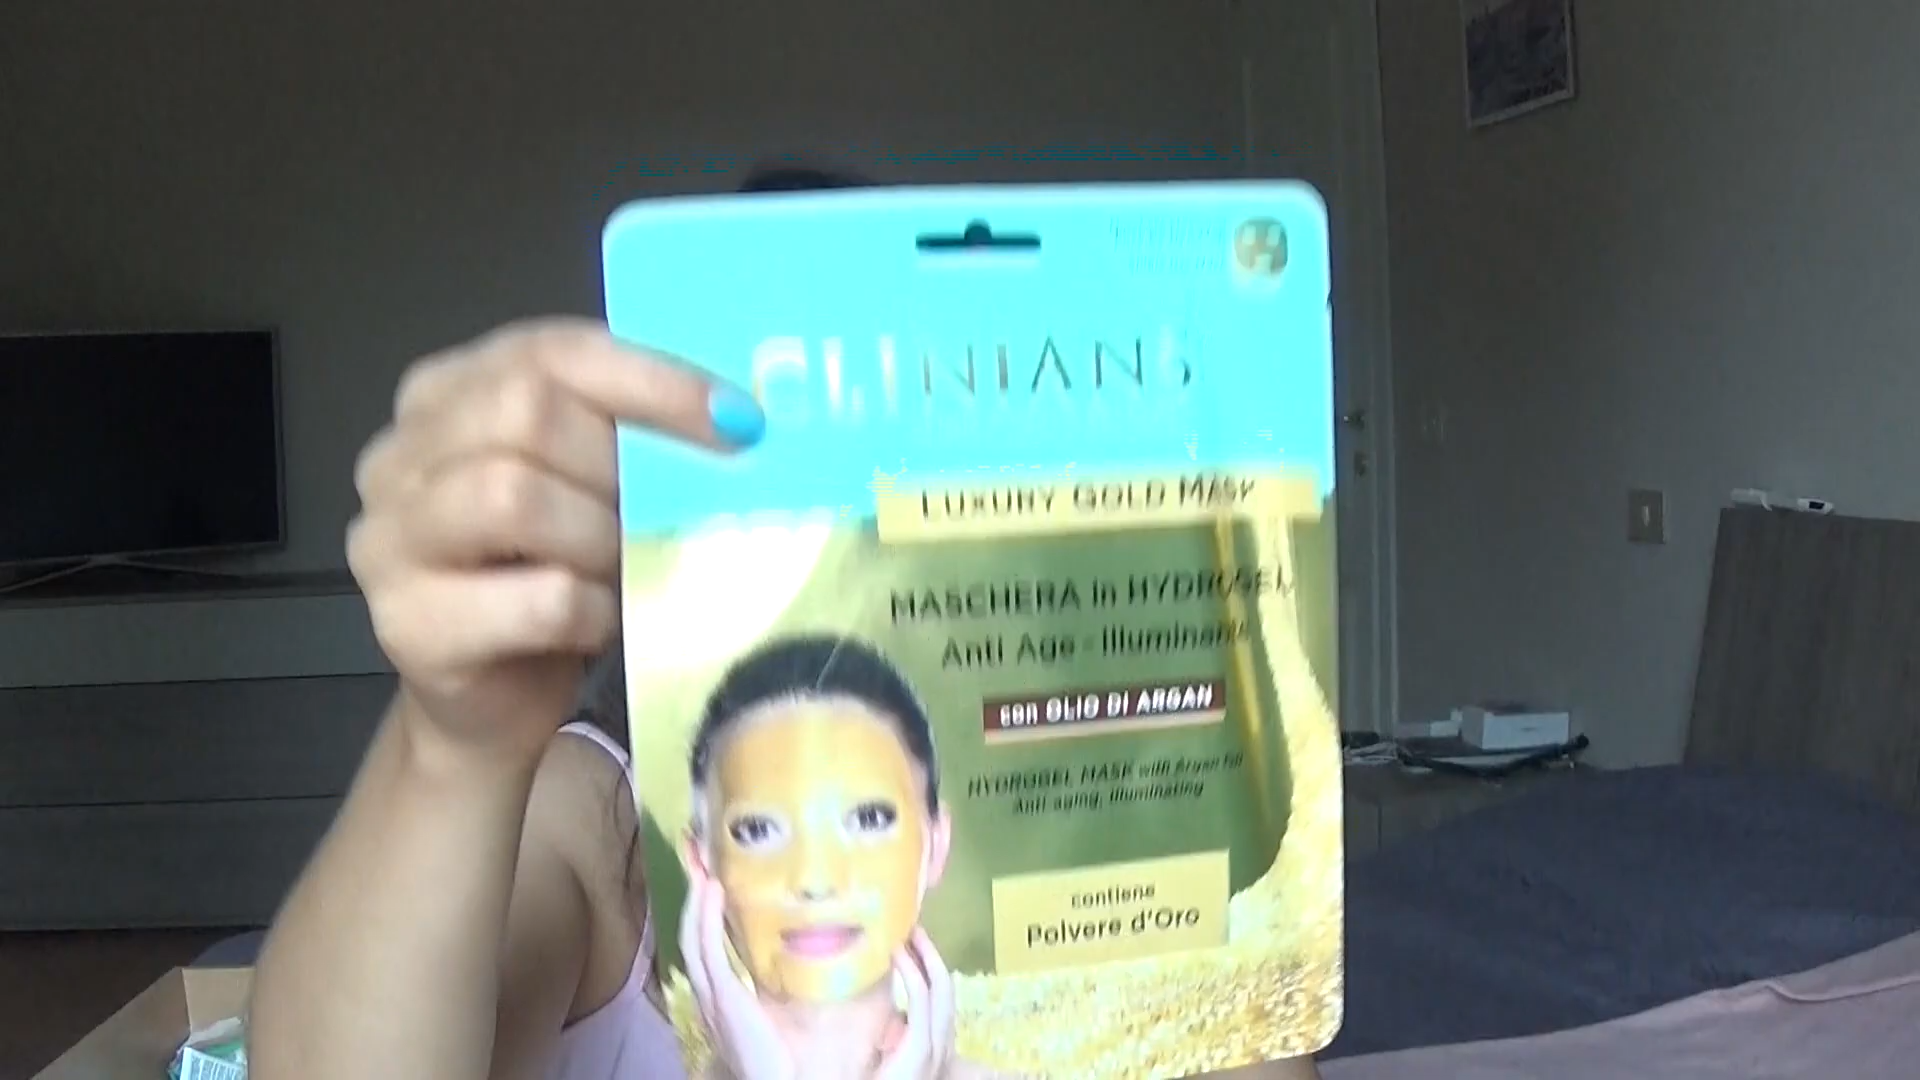 CLINIANS
LUXURY GOLD MASK
MASCHERA in HYDROGEL
Anti Age - Illuminante
con OLIO DI ARGAN
HYDROGEL MASK with Argan Oil
Anti-aging, Illuminating
contiene
Polvere d'Oro